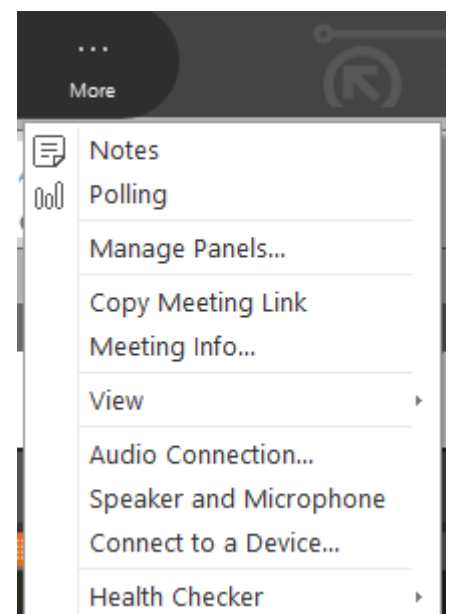 ...
More
Notes
Polling
Manage Panels...
Copy Meeting Link
Meeting Info...
View
Audio Connection...
Speaker and Microphone
Connect to a Device...
Health Checker